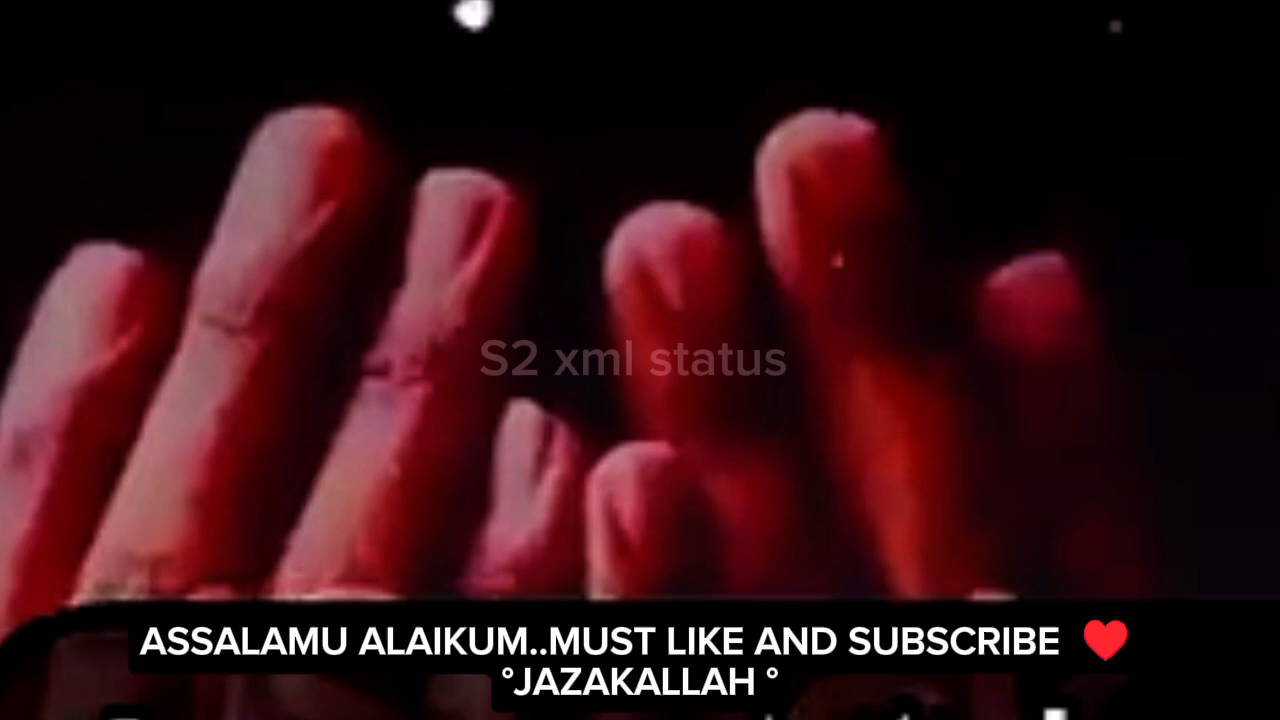 S2 xml status
ASSALAMU ALAIKUM..MUST LIKE AND SUBSCRIBE ♥️
°JAZAKALLAH °